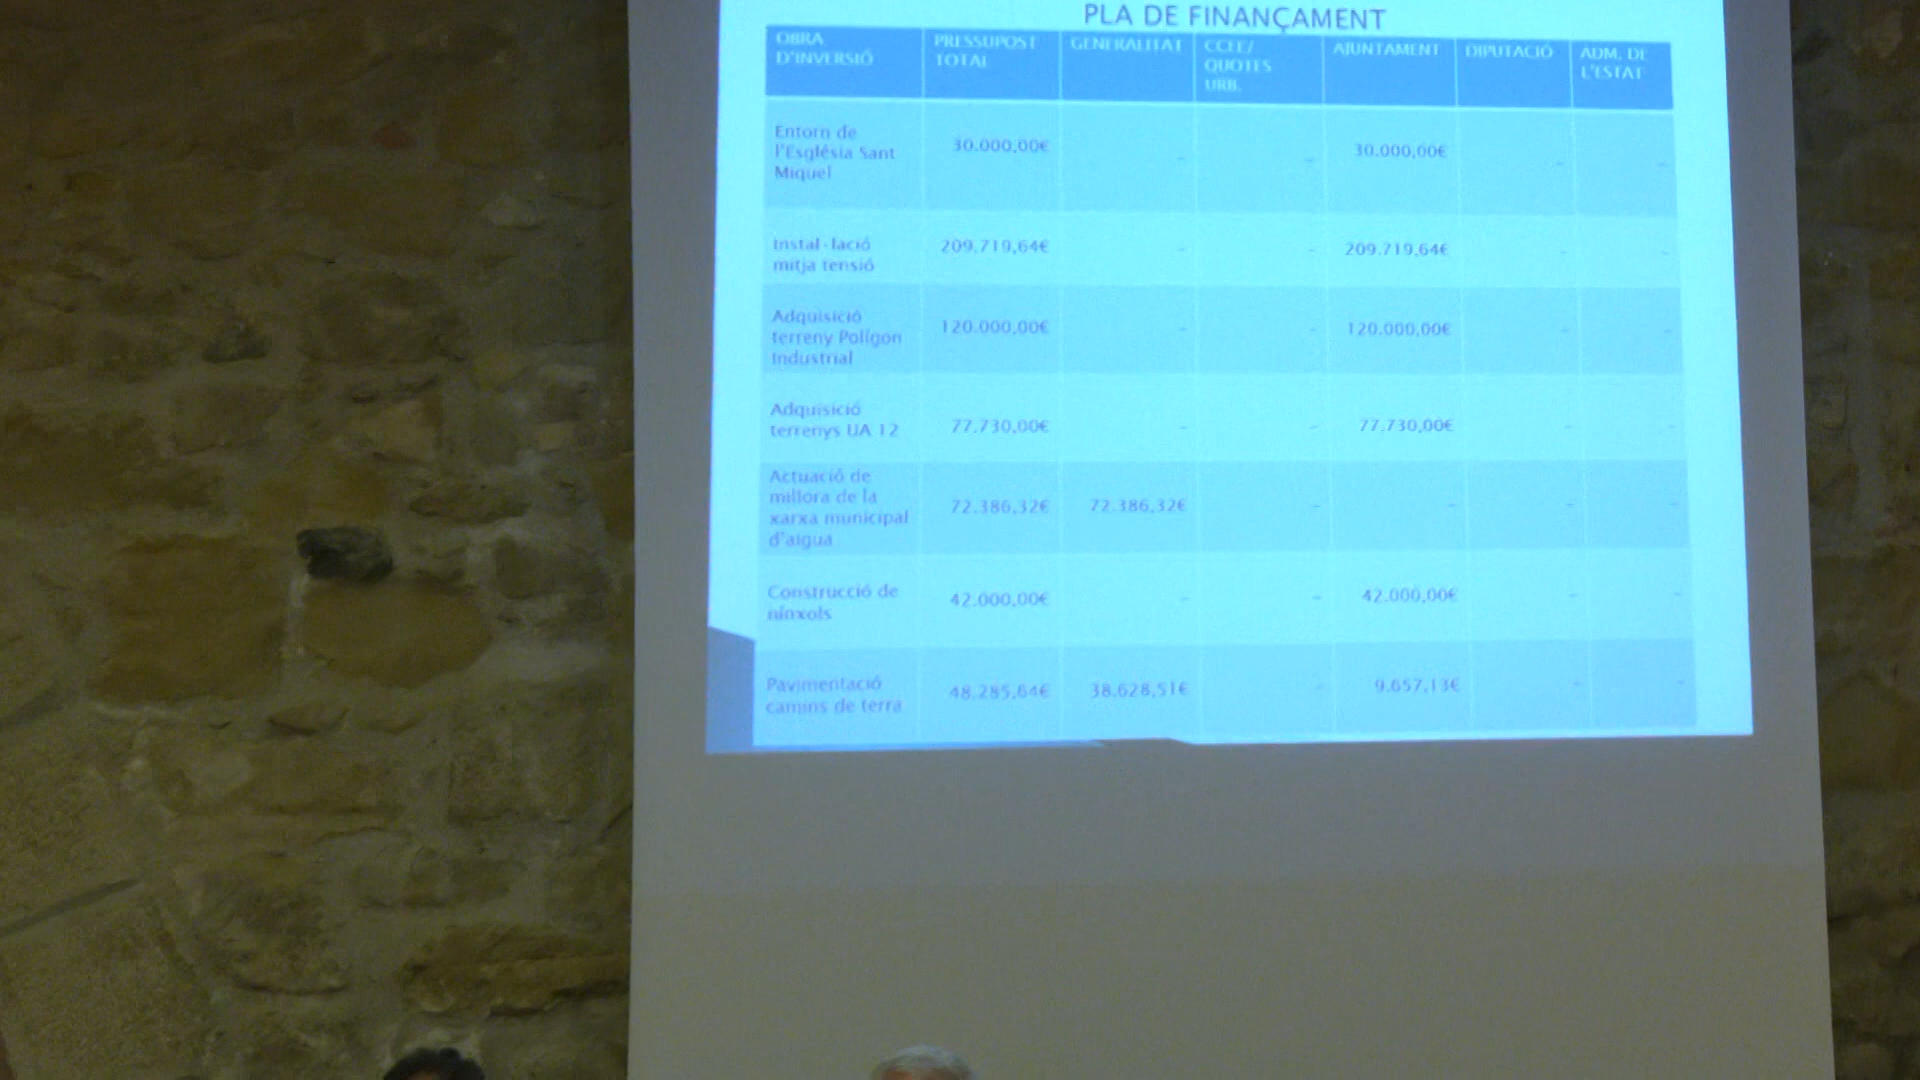 PLA DE FINANÇAMENT
OBRA D'INVERSIÓ	PRESSUPOST TOTAL	GENERALITAT	CCEE/ QUOTES URB.	AJUNTAMENT	DIPUTACIÓ	ADM. DE L'ESTAT
Entorn de l'Església Sant Miquel	30.000,00€	-	-	30.000,00€	-	-
Instal·lació mitja tensió	209.719,64€	-	-	209.719,64€	-	-
Adquisició terreny Polígon Industrial	120.000,00€	-	-	120.000,00€	-	-
Adquisició terrenys UA 12	77.730,00€	-	-	77.730,00€	-	-
Actuació de millora de la xarxa municipal d'aigua	72.386,32€	72.386,32€	-	-	-	-
Construcció de nínxols	42.000,00€	-	-	42.000,00€	-	-
Pavimentació camins de terra	48.285,64€	38.628,51€	-	9.657,13€	-	-